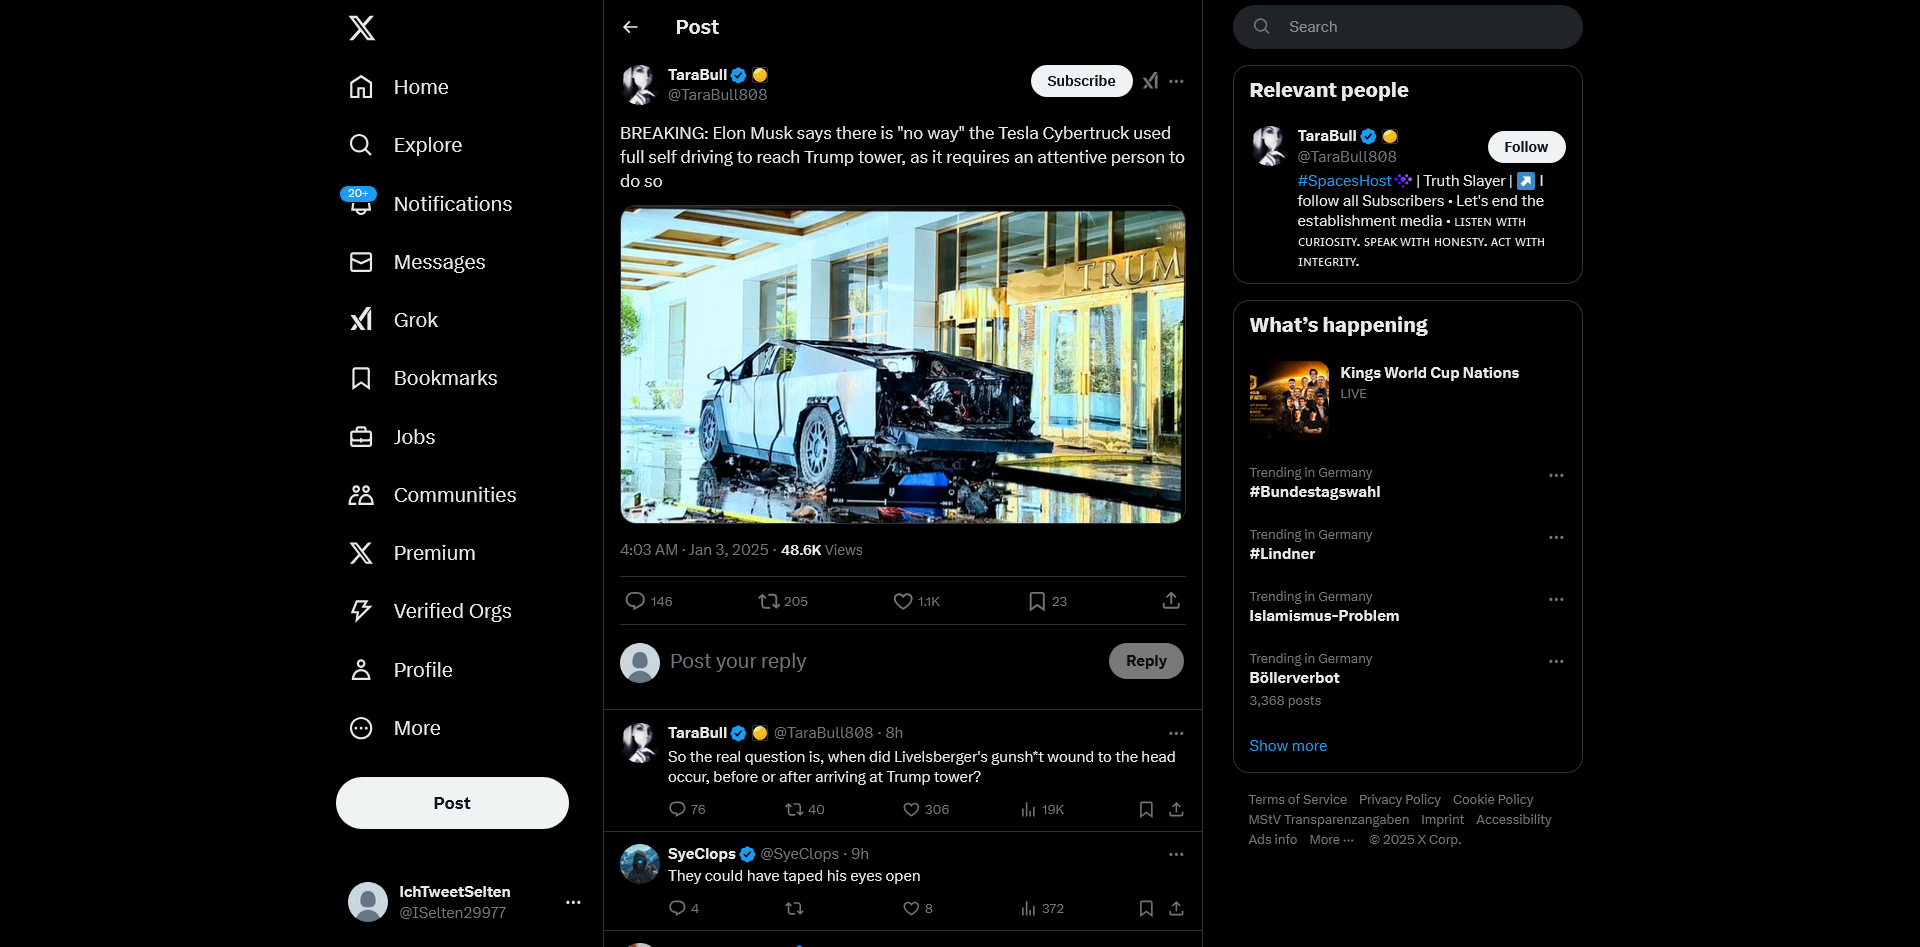 Home
Explore
20+
Notifications
Messages
Grok
Bookmarks
Jobs
Communities
Premium
Verified Orgs
Profile
More
Post
IchTweetSelten
@ISelten29977
Post
TaraBull
@TaraBull808
Subscribe
BREAKING: Elon Musk says there is "no way" the Tesla Cybertruck used
full self driving to reach Trump tower, as it requires an attentive person to
do so
TRUM
4:03 AM · Jan 3, 2025 · 48.6K Views
146 205 1.1K 23
Post your reply
Reply
TaraBull @TaraBull808 · 8h
So the real question is, when did Livelsberger's gunsh*t wound to the head
occur, before or after arriving at Trump tower?
76 40 306 19K
SyeClops @SyeClops · 9h
They could have taped his eyes open
4 8 372
Search
Relevant people
TaraBull
@TaraBull808
Follow
#SpacesHost | Truth Slayer | I
follow all Subscribers • Let's end the
establishment media • ʟɪsᴛᴇɴ ᴡɪᴛʜ
ᴄᴜʀɪᴏsɪᴛʏ. sᴘᴇᴀᴋ ᴡɪᴛʜ ʜᴏɴᴇsᴛʏ. ᴀᴄᴛ ᴡɪᴛʜ
ɪɴᴛᴇɢʀɪᴛʏ.
What's happening
Kings World Cup Nations
LIVE
Trending in Germany
#Bundestagswahl
Trending in Germany
#Lindner
Trending in Germany
Islamismus-Problem
Trending in Germany
Böllerverbot
3,368 posts
Show more
Terms of Service Privacy Policy Cookie Policy
MStV Transparenzangaben Imprint Accessibility
Ads info More ··· © 2025 X Corp.